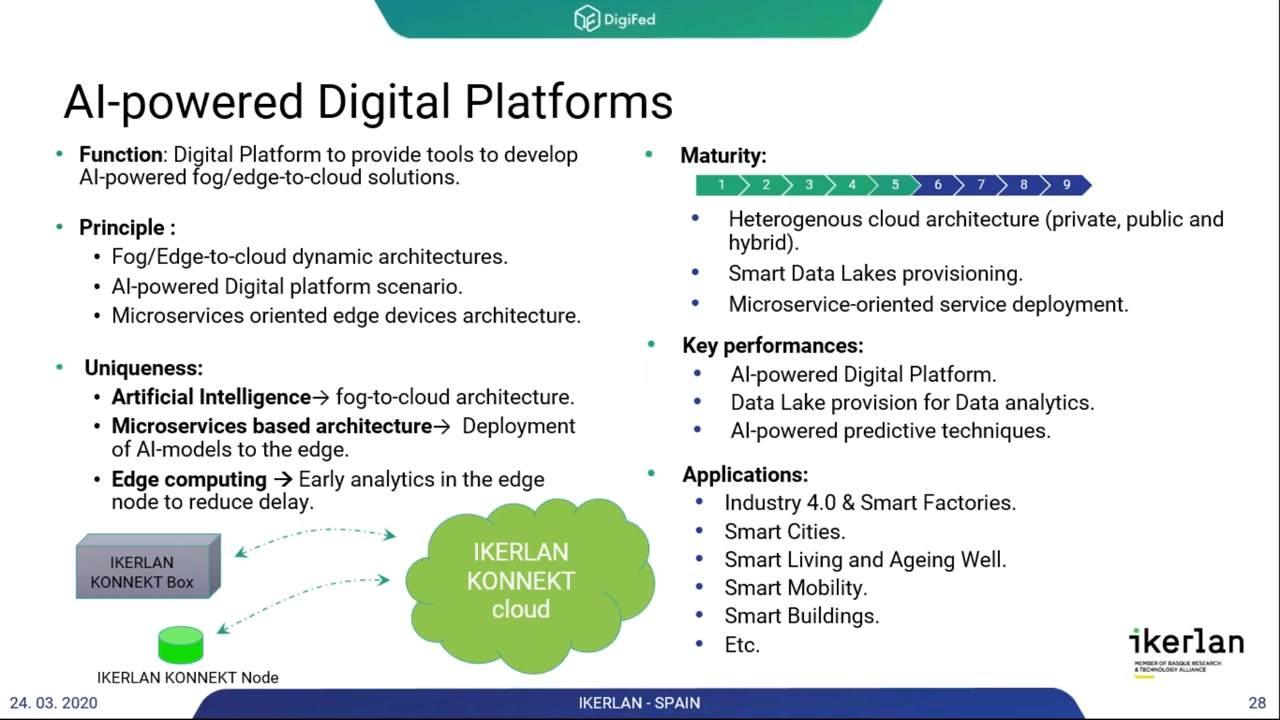 DigiFed
AI-powered Digital Platforms
• Function: Digital Platform to provide tools to develop
AI-powered fog/edge-to-cloud solutions.
• Principle :
• Fog/Edge-to-cloud dynamic architectures.
• AI-powered Digital platform scenario.
• Microservices oriented edge devices architecture.
• Uniqueness:
• Artificial Intelligence→ fog-to-cloud architecture.
• Microservices based architecture→ Deployment
of AI-models to the edge.
• Edge computing → Early analytics in the edge
node to reduce delay.
IKERLAN
KONNEKT Box
IKERLAN KONNEKT Node
IKERLAN
KONNEKT
cloud
• Maturity:
1 2 3 4 5 6 7 8 9
• Heterogenous cloud architecture (private, public and
hybrid).
• Smart Data Lakes provisioning.
• Microservice-oriented service deployment.
• Key performances:
• AI-powered Digital Platform.
• Data Lake provision for Data analytics.
• AI-powered predictive techniques.
• Applications:
• Industry 4.0 & Smart Factories.
• Smart Cities.
• Smart Living and Ageing Well.
• Smart Mobility.
• Smart Buildings.
• Etc.
ikerlan
MEMBER OF BASQUE RESEARCH
& TECHNOLOGY ALLIANCE
24. 03. 2020
IKERLAN - SPAIN
28